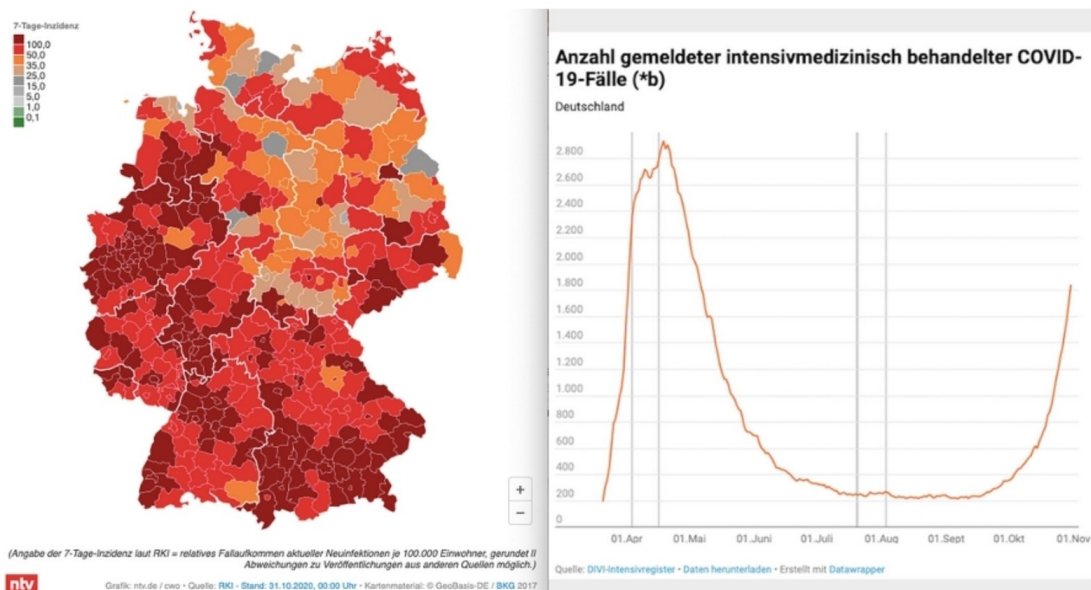 7-Tage-Inzidenz
100,0
50,0
35,0
25,0
15,0
5,0
1,0
0,1
+
−
(Angabe der 7-Tage-Inzidenz laut RKI = relatives Fallaufkommen aktueller Neuinfektionen je 100.000 Einwohner, gerundet II
Abweichungen zu Veröffentlichungen aus anderen Quellen möglich.)
ntv
Grafik: ntv.de / cwo • Quelle: RKI - Stand: 31.10.2020, 00:00 Uhr • Kartenmaterial: © GeoBasis-DE / BKG 2017
Anzahl gemeldeter intensivmedizinisch behandelter COVID-
19-Fälle (*b)
Deutschland
2.800
2.600
2.400
2.200
2.000
1.800
1.600
1.400
1.200
1.000
800
600
400
200
0
01.Apr 01.Mai 01.Juni 01.Juli 01.Aug 01.Sept 01.Okt 01.Nov
Quelle: DIVI-Intensivregister • Daten herunterladen • Erstellt mit Datawrapper